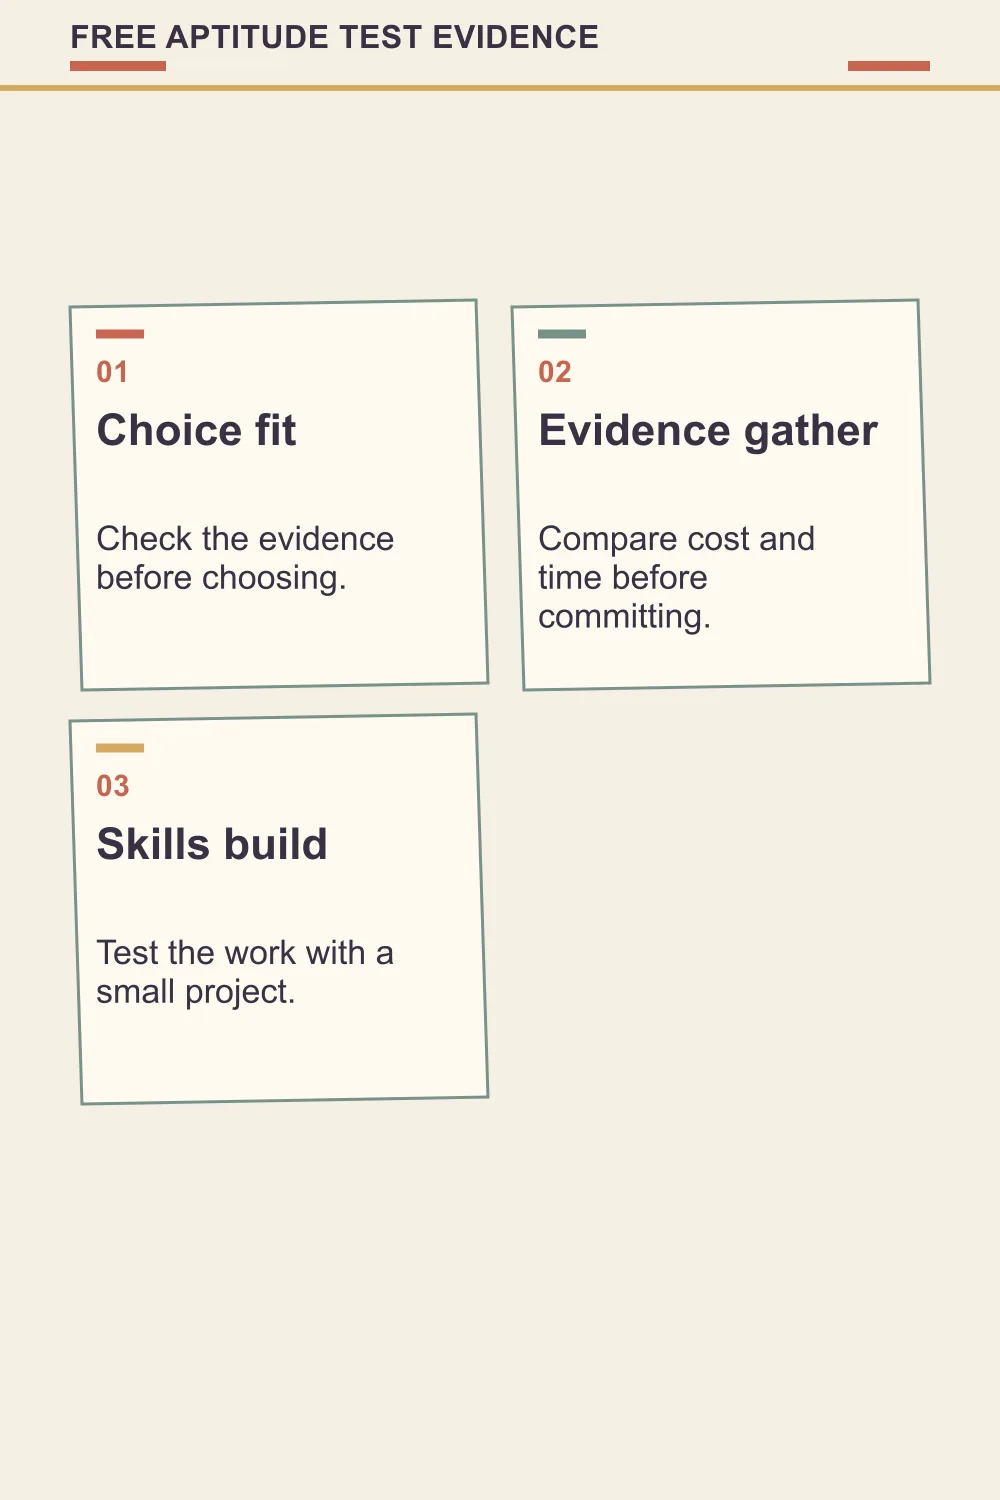 FREE APTITUDE TEST EVIDENCE
01
Choice fit
Check the evidence
before choosing.
02
Evidence gather
Compare cost and
time before
committing.
03
Skills build
Test the work with a
small project.